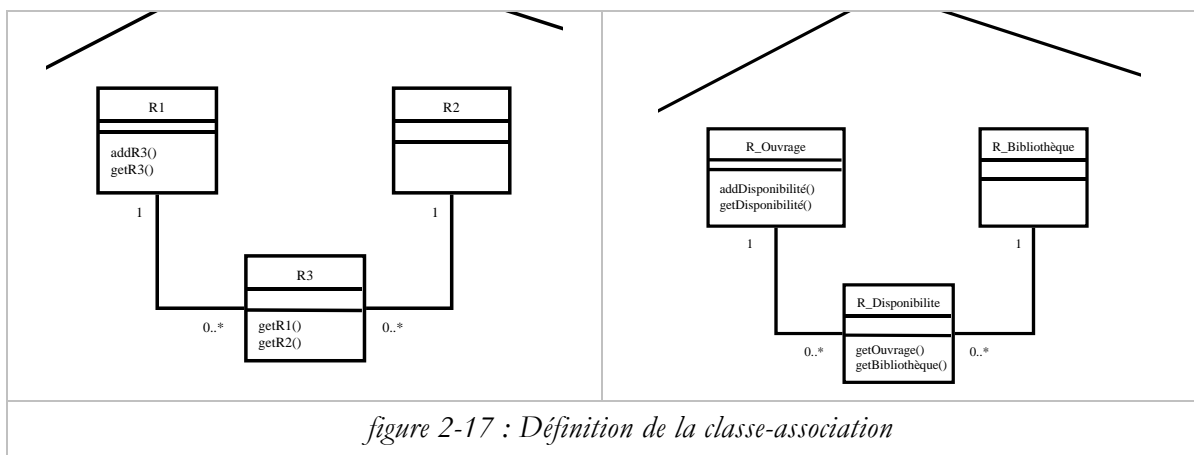 R1
addR3()
getR3()
R2
1
1
R3
getR1()
getR2()
0..*
0..*
R_Ouvrage
addDisponibilité()
getDisponibilité()
R_Bibliothèque
1
1
R_Disponibilite
getOuvrage()
getBibliothèque()
0..*
0..*
figure 2-17 : Définition de la classe-association